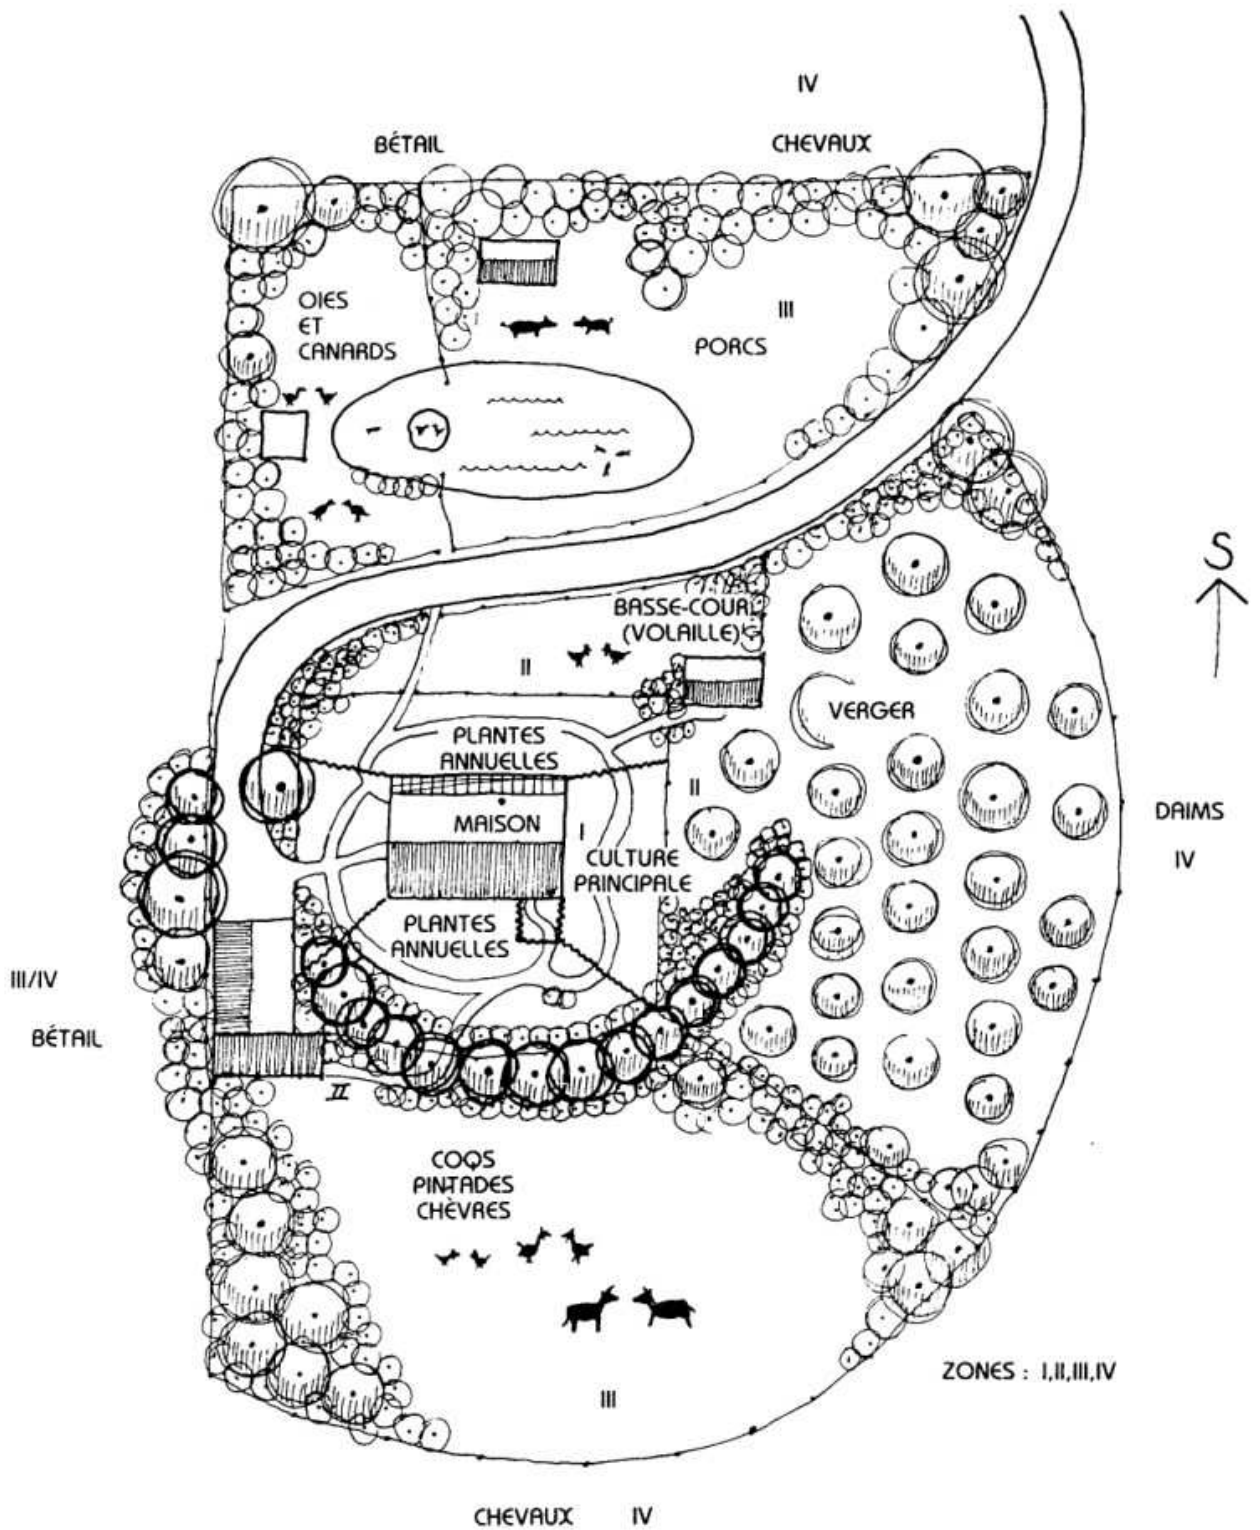 IV
BÉTAIL
CHEVAUX
OIES
ET
CANARDS
III
PORCS
S
BASSE-COUR
(VOLAILLE)
II
PLANTES
ANNUELLES
VERGER
II
MAISON
I
DAIMS
IV
CULTURE
PRINCIPALE
PLANTES
ANNUELLES
III/IV
BÉTAIL
II
COQS
PINTADES
CHÈVRES
ZONES : I,II,III,IV
III
CHEVAUX IV